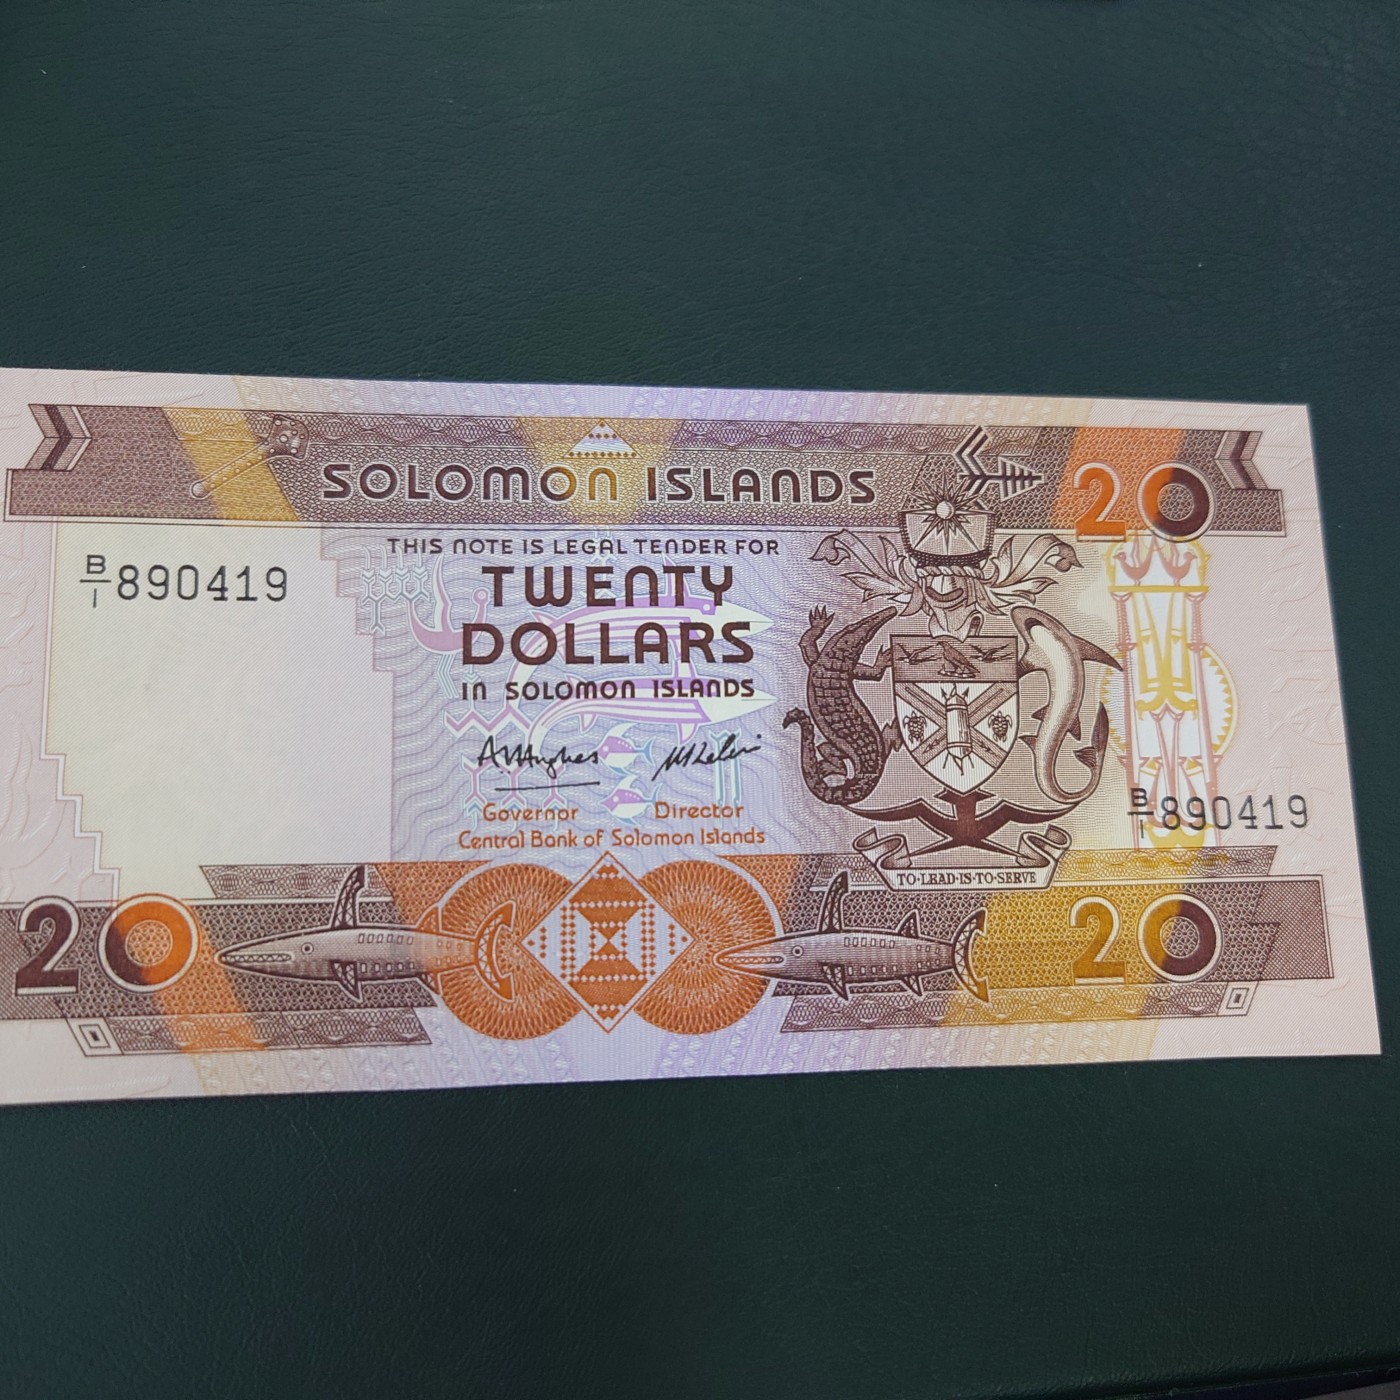 SOLOMON ISLANDS
20
THIS NOTE IS LEGAL TENDER FOR
B/1 890419
TWENTY
DOLLARS
IN SOLOMON ISLANDS
Governor Director
Central Bank of Solomon Islands
B/1 890419
TO·LEAD·IS·TO·SERVE
20
20